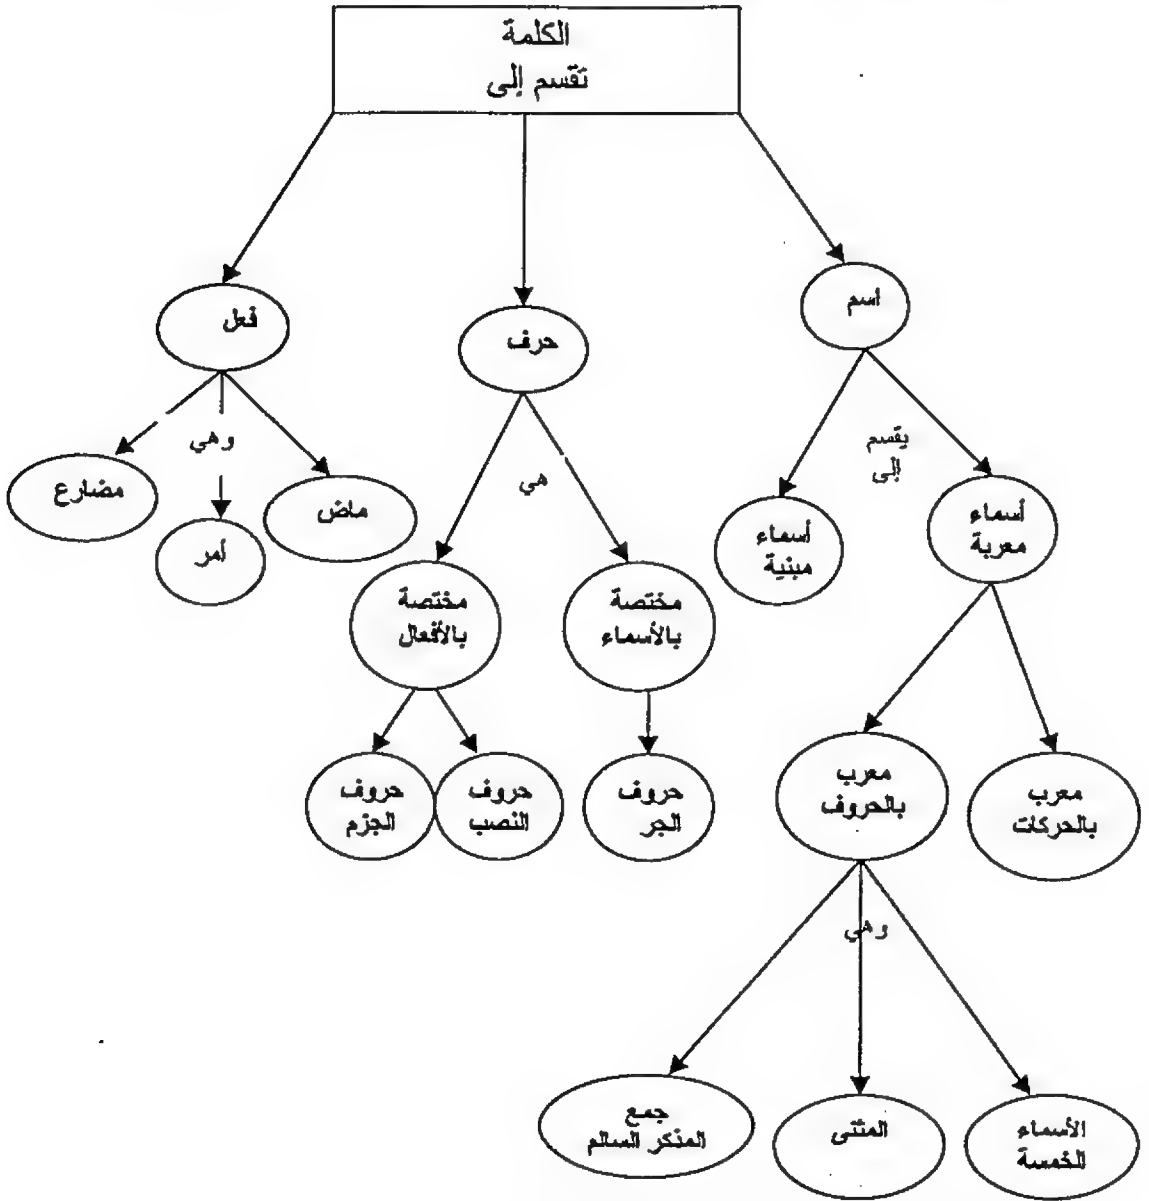 الكلمة
تقسم إلى
اسم
حرف
فعل
يقسم
إلى
هي
وهي
أسماء
معربة
أسماء
مبنية
ماض
أمر
مضارع
مختصة
بالأسماء
مختصة
بالأفعال
معرب
بالحركات
معرب
بالحروف
حروف
الجر
حروف
النصب
حروف
الجزم
وهي
الأسماء
الخمسة
المثنى
جمع
المذكر السالم